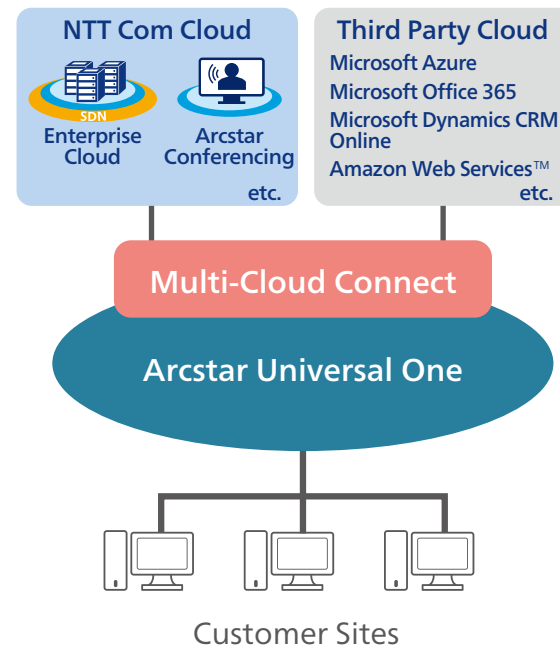 NTT Com Cloud
SDN
Enterprise
Cloud
Arcstar
Conferencing
etc.
Third Party Cloud
Microsoft Azure
Microsoft Office 365
Microsoft Dynamics CRM
Online
Amazon Web Services™
etc.
Multi-Cloud Connect
Arcstar Universal One
Customer Sites